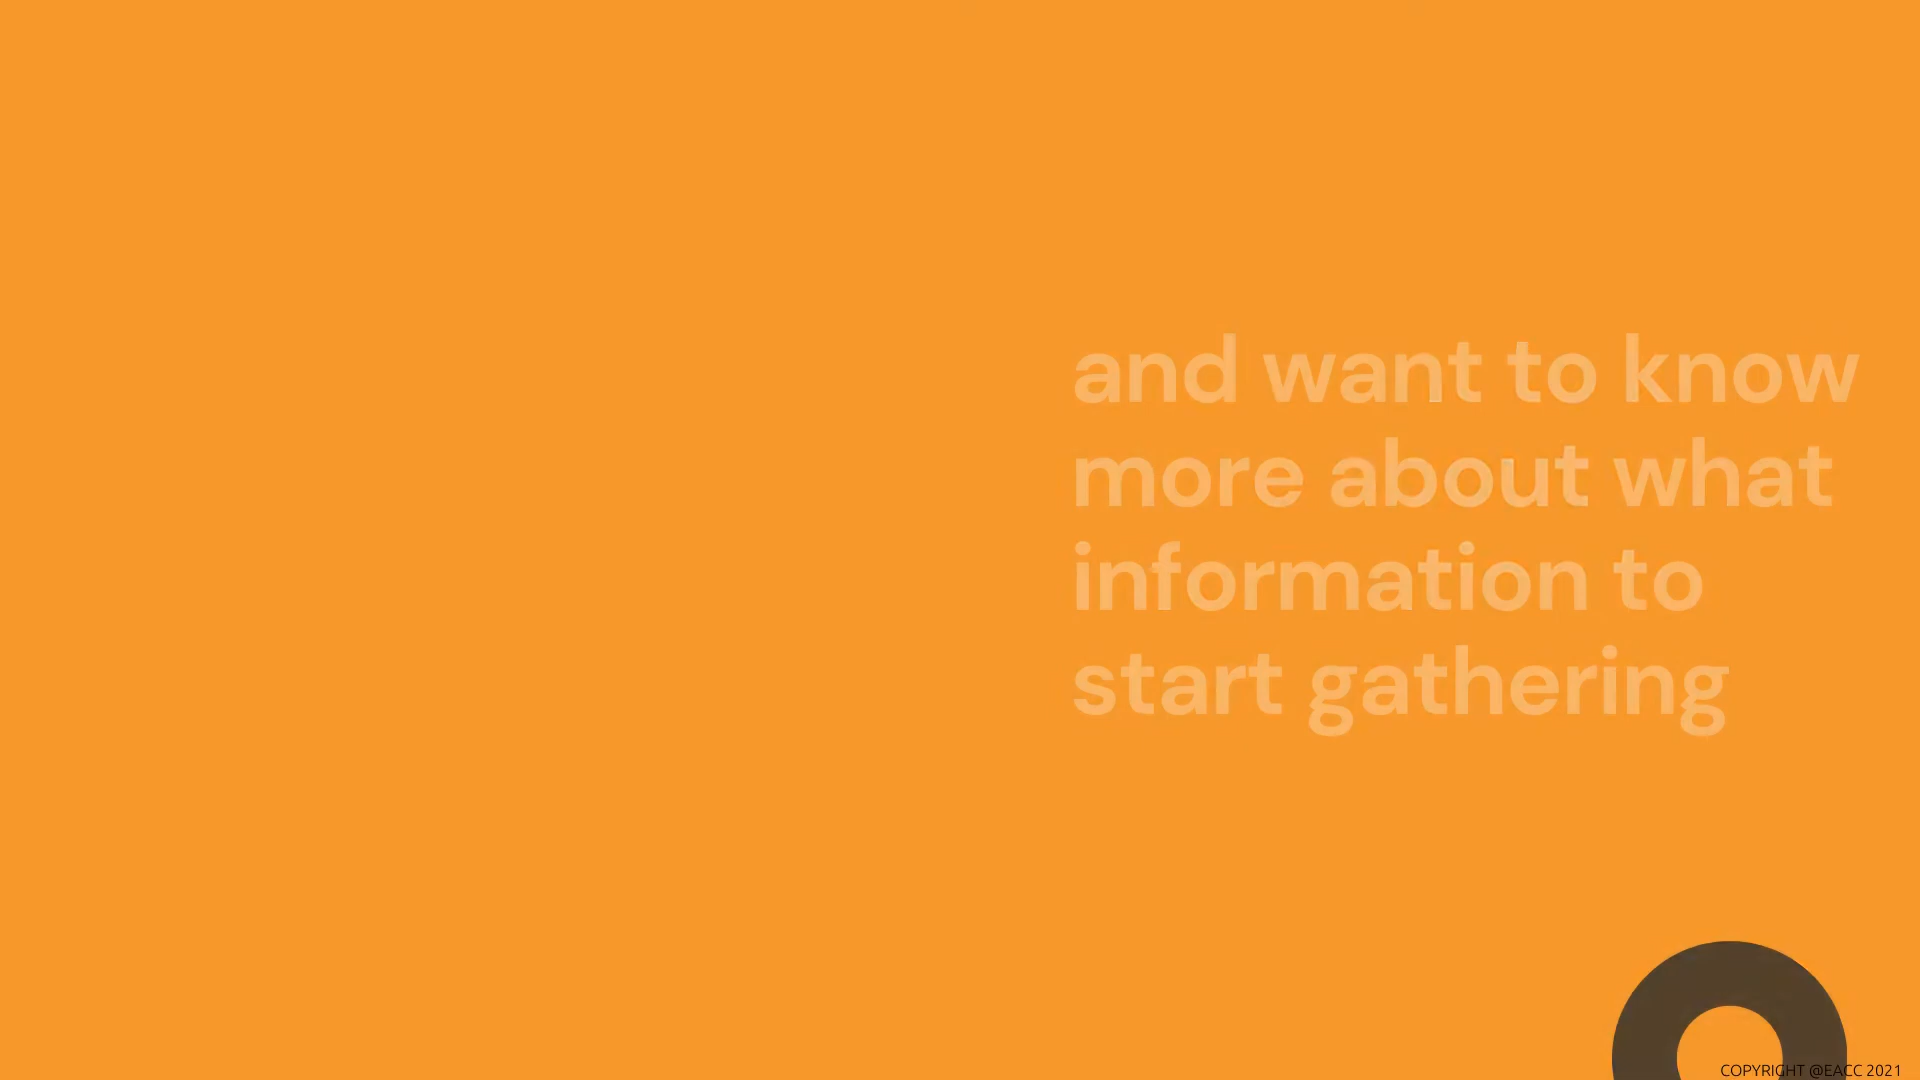 and want to know
more about what
information to
start gathering
COPYRIGHT @EACC 2021